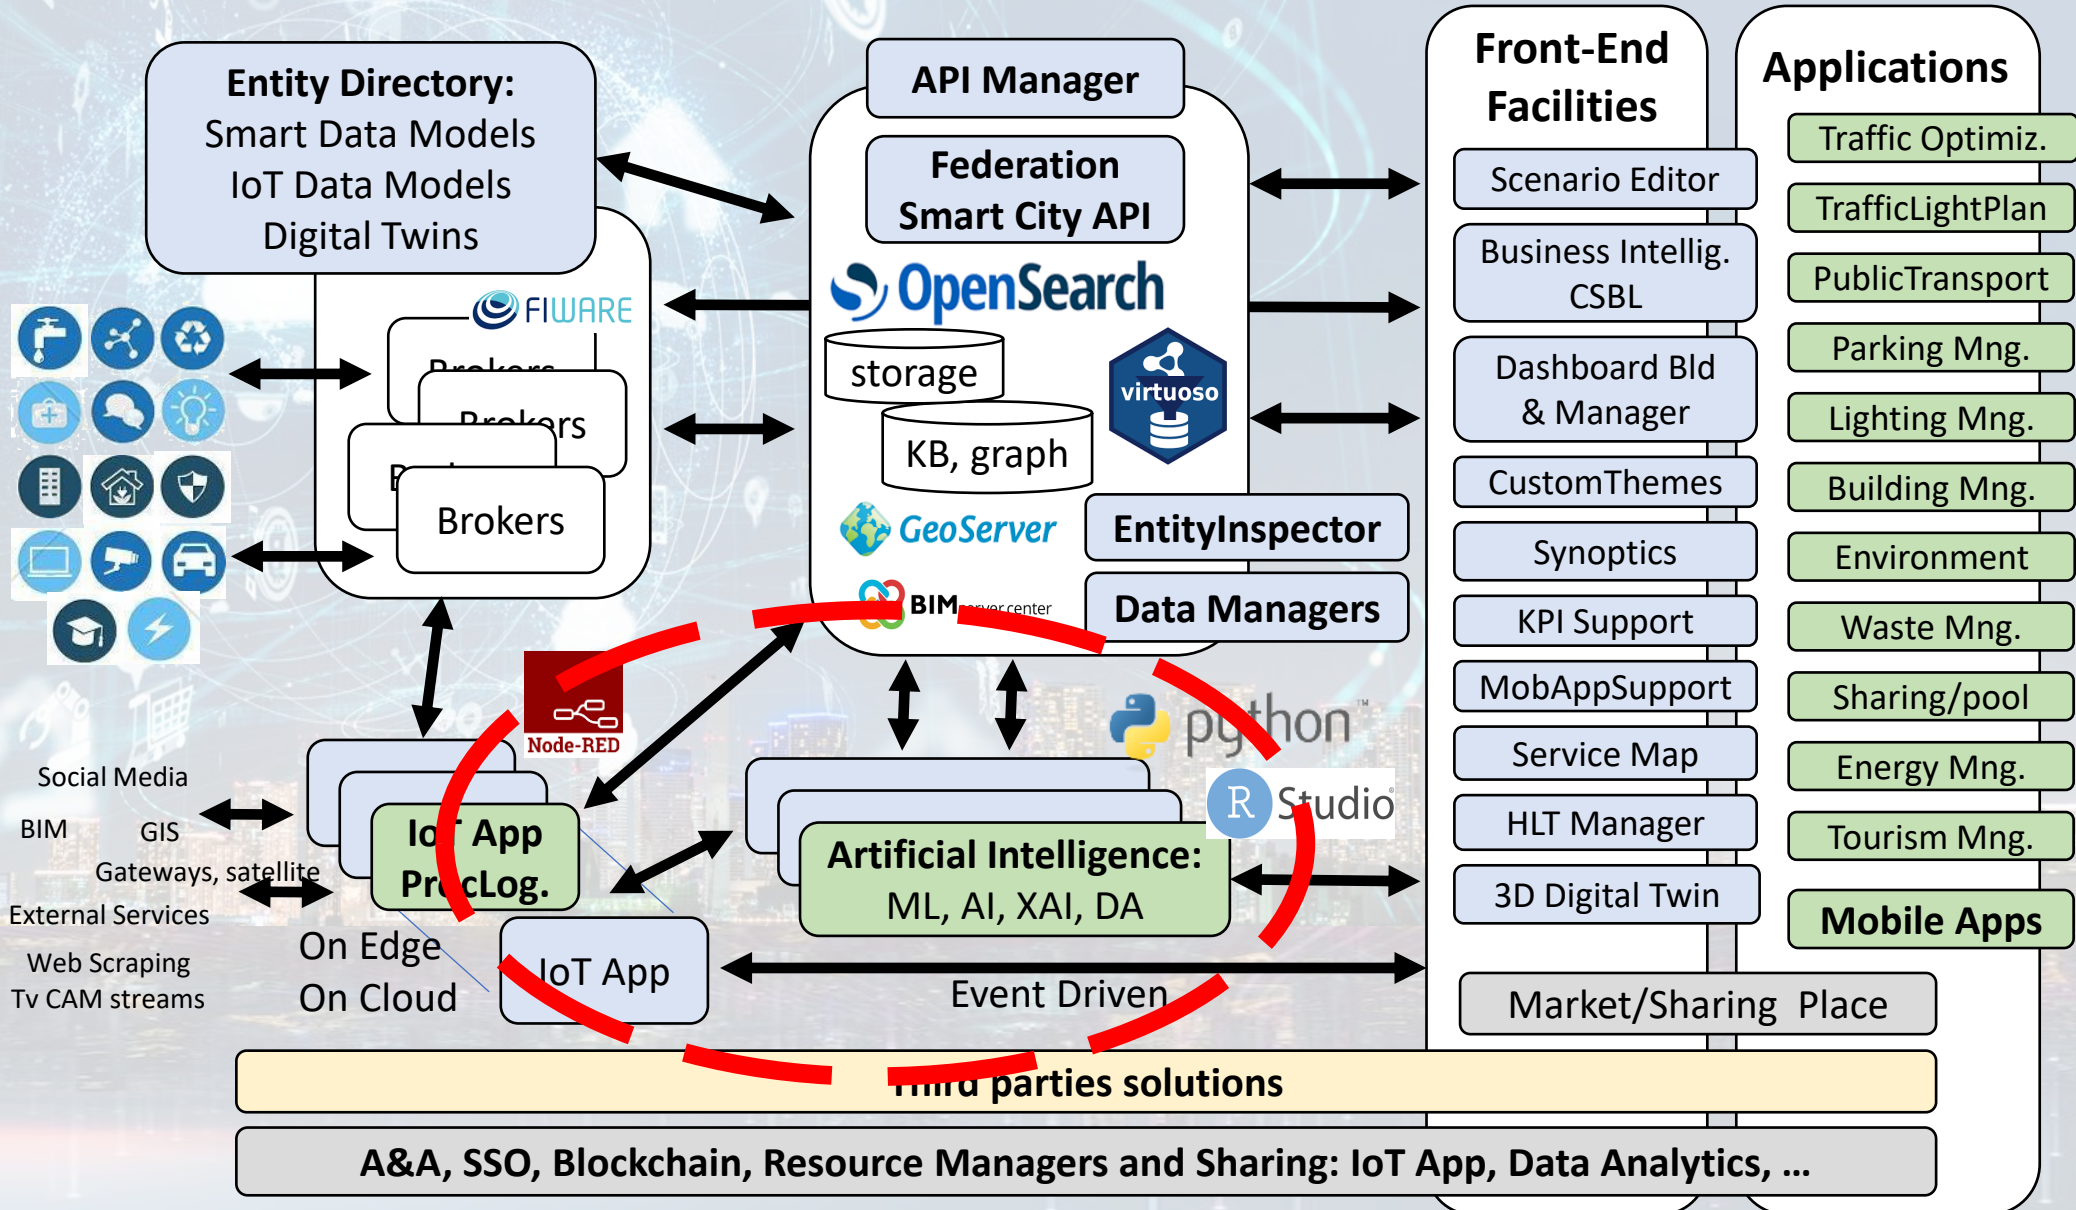 Entity Directory:
Smart Data Models
IoT Data Models
Digital Twins
FIWARE
Brokers
Brokers
Brokers
API Manager
Federation
Smart City API
OpenSearch
storage
virtuoso
KB, graph
GeoServer
EntityInspector
BIMserver.center
Data Managers
Node-RED
python™
R Studio®
Social Media
BIM
GIS
Gateways, satellite
External Services
Web Scraping
Tv CAM streams
IoT App
ProcLog.
On Edge
On Cloud
IoT App
Artificial Intelligence:
ML, AI, XAI, DA
Event Driven
Front-End
Facilities
Scenario Editor
Business Intellig.
CSBL
Dashboard Bld
& Manager
CustomThemes
Synoptics
KPI Support
MobAppSupport
Service Map
HLT Manager
3D Digital Twin
Applications
Traffic Optimiz.
TrafficLightPlan
PublicTransport
Parking Mng.
Lighting Mng.
Building Mng.
Environment
Waste Mng.
Sharing/pool
Energy Mng.
Tourism Mng.
Mobile Apps
Market/Sharing Place
Third parties solutions
A&A, SSO, Blockchain, Resource Managers and Sharing: IoT App, Data Analytics, ...